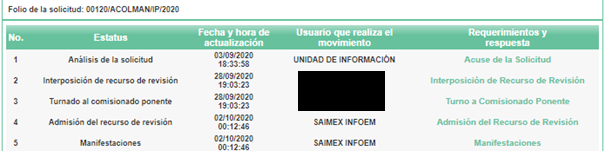 Folio de la solicitud: 00120/ACOLMAN/IP/2020
No. Estatus Fecha y hora de actualización Usuario que realiza el movimiento Requerimientos y respuesta
1 Análisis de la solicitud 03/09/2020 18:33:58 UNIDAD DE INFORMACIÓN Acuse de la Solicitud
2 Interposición de recurso de revisión 28/09/2020 19:03:23 Interposición de Recurso de Revisión
3 Turnado al comisionado ponente 28/09/2020 19:03:23 Turno a Comisionado Ponente
4 Admisión del recurso de revisión 02/10/2020 00:12:46 SAIMEX INFOEM Admisión del Recurso de Revisión
5 Manifestaciones 02/10/2020 00:12:46 SAIMEX INFOEM Manifestaciones